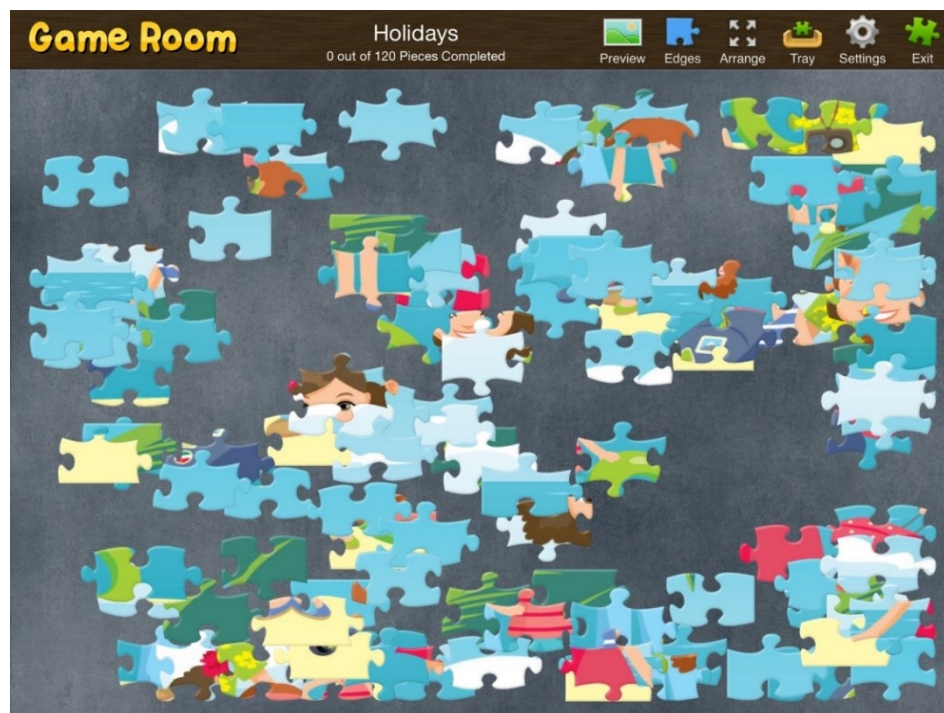 Game Room
Holidays
0 out of 120 Pieces Completed
Preview
Edges
Arrange
Tray
Settings
Exit